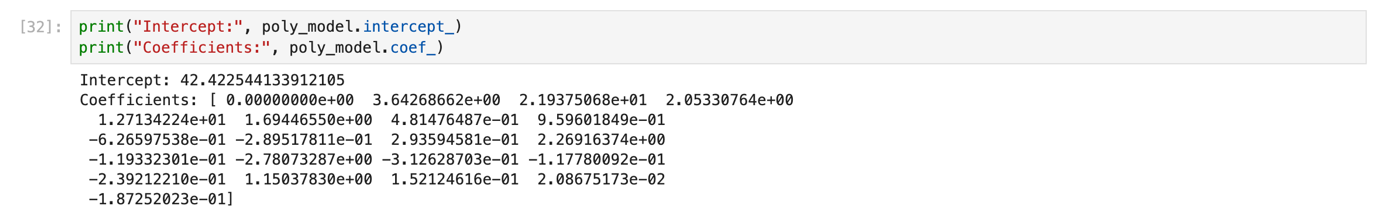 [32]: print("Intercept:", poly_model.intercept_)
print("Coefficients:", poly_model.coef_)
Intercept: 42.422544133912105
Coefficients: [ 0.00000000e+00  3.64268662e+00  2.19375068e+01  2.05330764e+00
  1.27134224e+01  1.69446550e+00  4.81476487e-01  9.59601849e-01
 -6.26597538e-01 -2.89517811e-01  2.93594581e-01  2.26916374e+00
 -1.19332301e-01 -2.78073287e+00 -3.12628703e-01 -1.17780092e-01
 -2.39212210e-01  1.15037830e+00  1.52124616e-01  2.08675173e-02
 -1.87252023e-01]